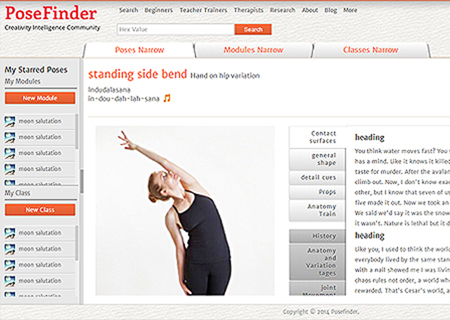 PoseFinder
Creativity Intelligence Community
Search Beginners Teacher Trainers Therapists Research About Blog More
Hex Value Search
Poses Narrow Modules Narrow Classes Narrow
My Starred Poses
My Modules
New Module
moon salutation
moon salutation
moon salutation
moon salutation
moon salutation
My Class
New Class
moon salutation
moon salutation
moon salutation
moon salutation
standing side bend Hand on hip variation
Indudalasana
in-dou-dah-lah-sana
Contact
surfaces
general
shape
detail cues
Props
Anatomy
Train
History
Anatomy
and
Variation
tages
Joint
Movement
heading
You think water moves fast? You s
has a mind. Like it knows it killed
taste for murder. After the avalan
climb out. Now, I don't know exac
other, but I know that seven of us
five made it out. Now we took an
We said we'd say it was the snow
it wasn't. Nature is lethal but it d
heading
Like you, I used to think the world
everybody lived by the same stan
with a nail showed me I was livin
chaos rules not order, a world wh
rewarded. That's Cesar's world, a
Copyright © 2014 Posefinder.